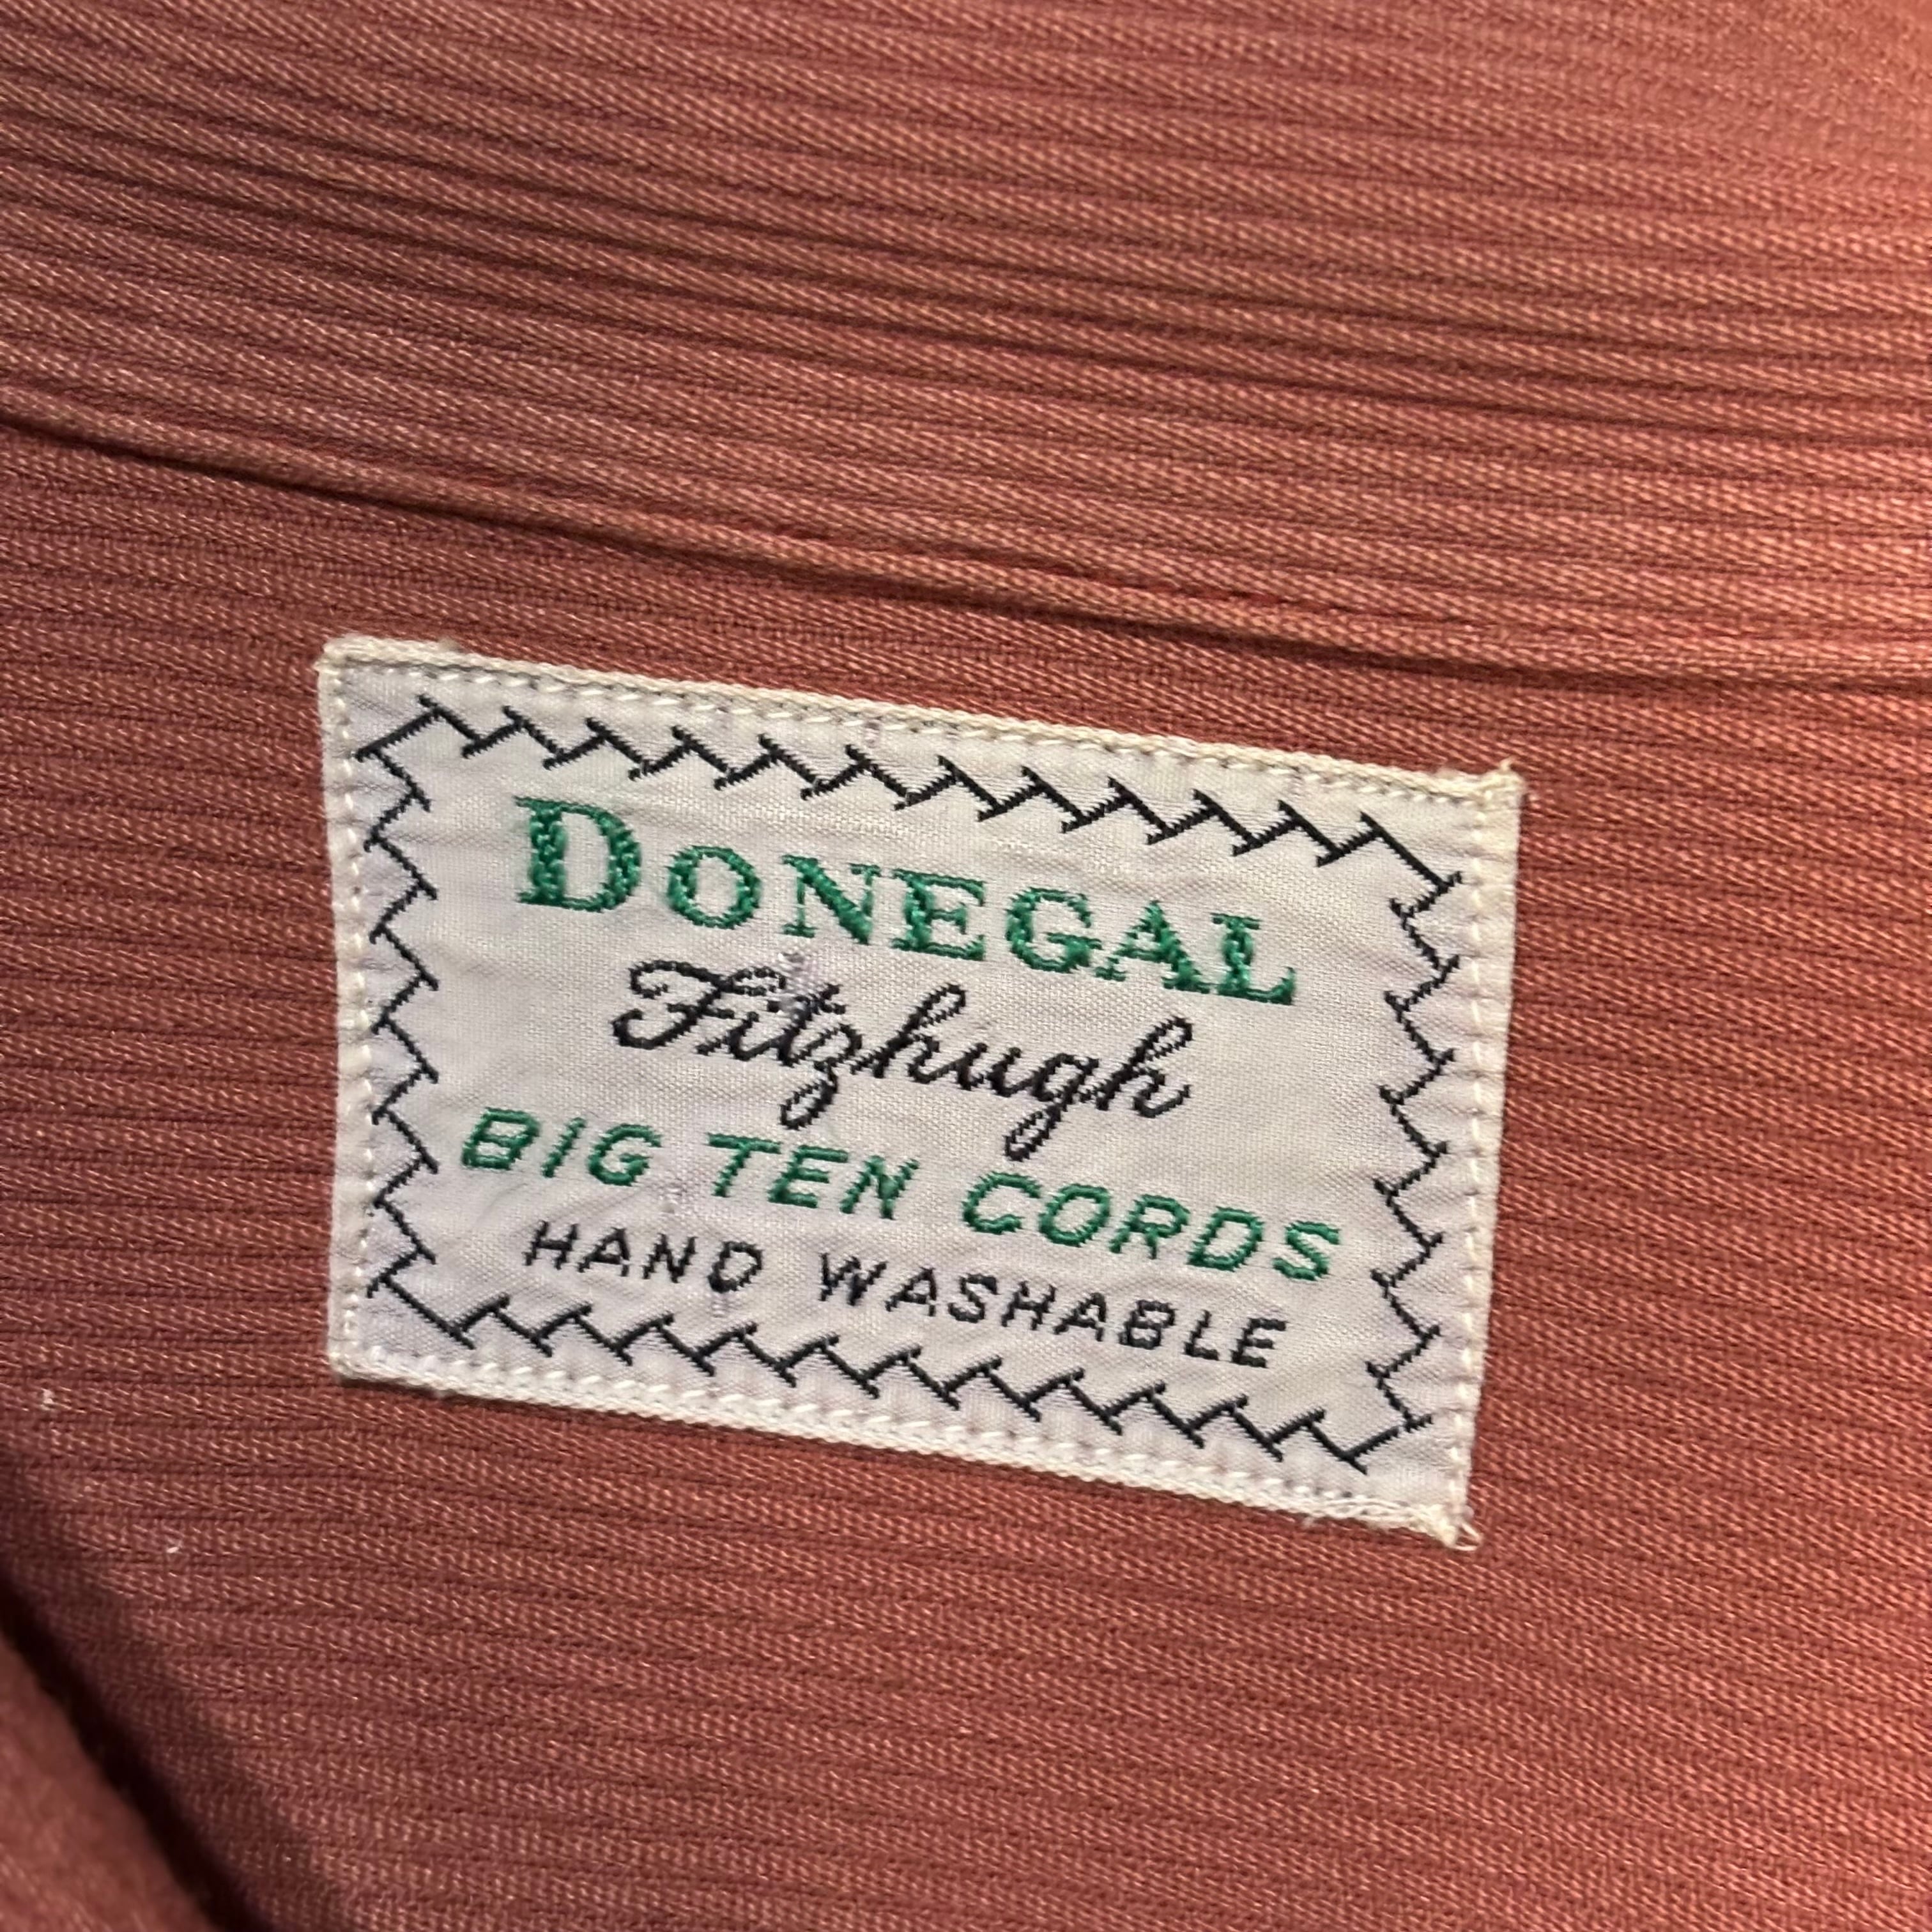 DONEGAL
Fitzhugh
BIG TEN CORDS
HAND WASHABLE